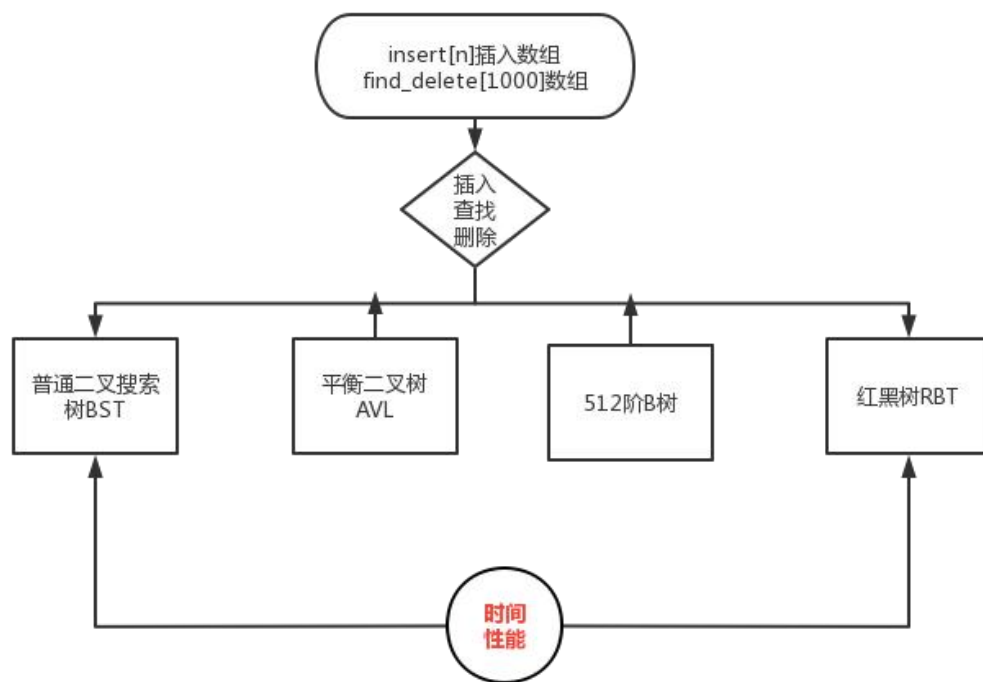 insert[n]插入数组
find_delete[1000]数组
插入
查找
删除
普通二叉搜索
树BST
平衡二叉树
AVL
512阶B树
红黑树RBT
时间
性能